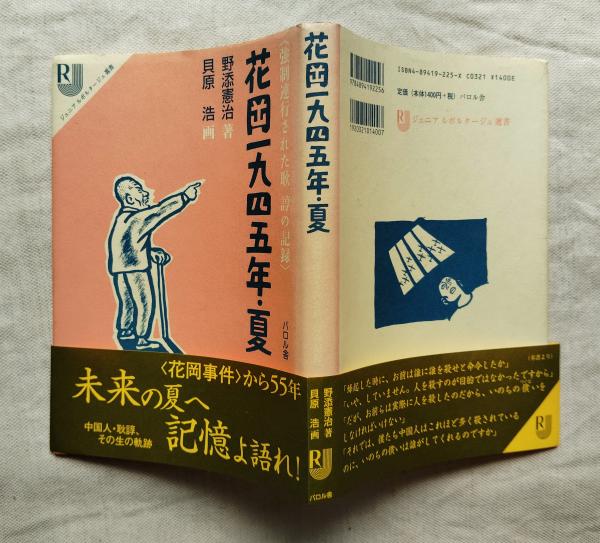 RJ
ジュニア ルポルタージュ 選書
花岡一九四五年・夏
〈強制連行された耿 諄の記録〉
野添憲治 著
貝原 浩 画
パロル舎
〈花岡事件〉から55年
未来の夏へ
記憶よ語れ!
中国人・耿諄、
その生の軌跡
野添憲治 著
貝原 浩 画
RJ
花岡一九四五年・夏
パロル舎
9784894192256
1920321014007
ISBN4-89419-225-X C0321 ¥1400E
定価(本体1400円+税)パロル舎
RJ ジュニア ルポルタージュ 選書
(本書より)
「蜂起した時に、お前は誰に誰を殺せと命令したか」
「いや、していません。人を殺すのが目的ではなかったですから」
「だが、お前らは実際に人を殺したのだから、いのちの償いを
しなければいけない」
「それでは、僕たち中国人はこれほど多く殺されている
のに、いのちの償いは誰がしてくれるのですか」
RJ